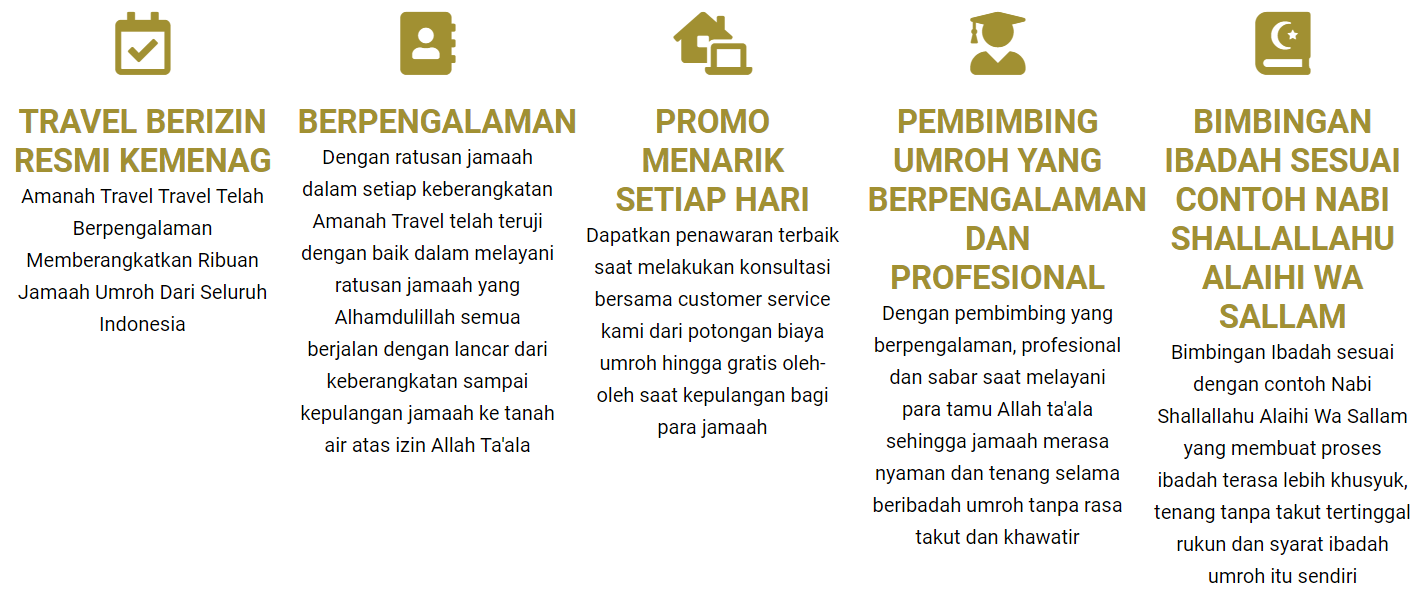 TRAVEL BERIZIN
RESMI KEMENAG
Amanah Travel Travel Telah
Berpengalaman
Memberangkatkan Ribuan
Jamaah Umroh Dari Seluruh
Indonesia
BERPENGALAMAN
Dengan ratusan jamaah
dalam setiap keberangkatan
Amanah Travel telah teruji
dengan baik dalam melayani
ratusan jamaah yang
Alhamdulillah semua
berjalan dengan lancar dari
keberangkatan sampai
kepulangan jamaah ke tanah
air atas izin Allah Ta'ala
PROMO
MENARIK
SETIAP HARI
Dapatkan penawaran terbaik
saat melakukan konsultasi
bersama customer service
kami dari potongan biaya
umroh hingga gratis oleh-
oleh saat kepulangan bagi
para jamaah
PEMBIMBING
UMROH YANG
BERPENGALAMAN
DAN
PROFESIONAL
Dengan pembimbing yang
berpengalaman, profesional
dan sabar saat melayani
para tamu Allah ta'ala
sehingga jamaah merasa
nyaman dan tenang selama
beribadah umroh tanpa rasa
takut dan khawatir
BIMBINGAN
IBADAH SESUAI
CONTOH NABI
SHALLALLAHU
ALAIHI WA
SALLAM
Bimbingan Ibadah sesuai
dengan contoh Nabi
Shallallahu Alaihi Wa Sallam
yang membuat proses
ibadah terasa lebih khusyuk,
tenang tanpa takut tertinggal
rukun dan syarat ibadah
umroh itu sendiri